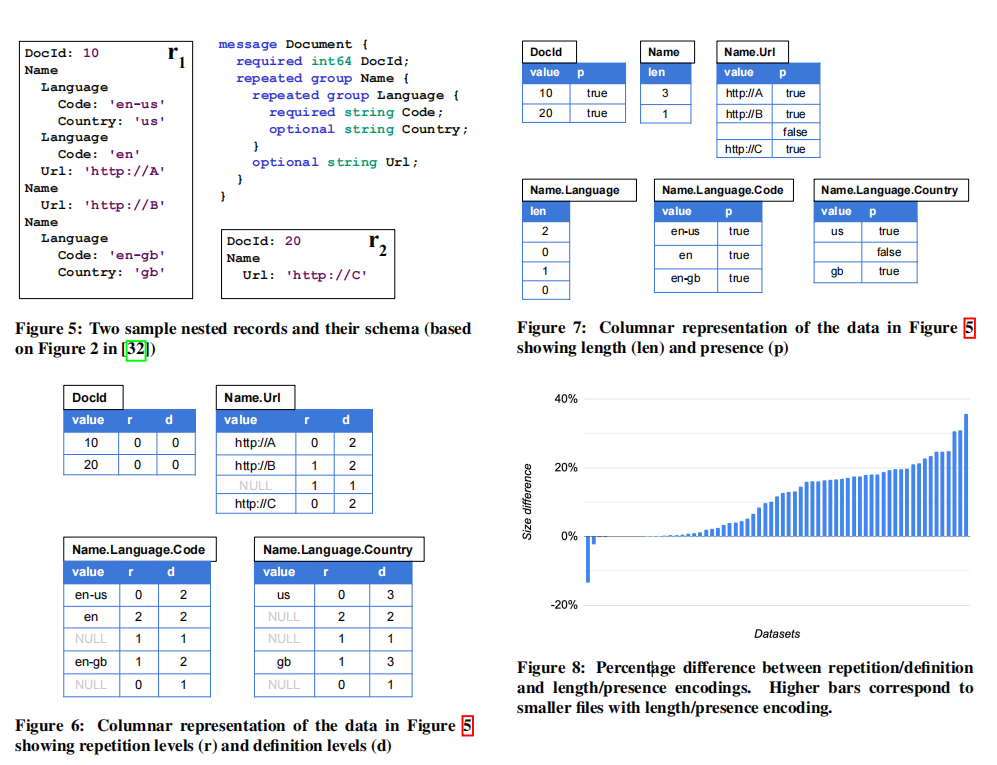 DocId: 10
r1
Name
Language
Code: 'en-us'
Country: 'us'
Language
Code: 'en'
Url: 'http://A'
Name
Url: 'http://B'
Name
Language
Code: 'en-gb'
Country: 'gb'
message Document {
required int64 DocId;
repeated group Name {
repeated group Language {
required string Code;
optional string Country;
}
optional string Url;
}
}
DocId: 20
r2
Name
Url: 'http://C'
Figure 5: Two sample nested records and their schema (based
on Figure 2 in [32])
DocId
value r d
10 0 0
20 0 0
Name.Url
value r d
http://A 0 2
http://B 1 2
NULL 1 1
http://C 0 2
Name.Language.Code
value r d
en-us 0 2
en 2 2
NULL 1 1
en-gb 1 2
NULL 0 1
Name.Language.Country
value r d
us 0 3
NULL 2 2
NULL 1 1
gb 1 3
NULL 0 1
Figure 6: Columnar representation of the data in Figure 5
showing repetition levels (r) and definition levels (d)
DocId
value p
10 true
20 true
Name
len
3
1
Name.Url
value p
http://A true
http://B true
false
http://C true
Name.Language
len
2
0
1
0
Name.Language.Code
value p
en-us true
en true
en-gb true
Name.Language.Country
value p
us true
false
gb true
Figure 7: Columnar representation of the data in Figure 5
showing length (len) and presence (p)
40%
20%
0%
-20%
Size difference
Datasets
Figure 8: Percentage difference between repetition/definition
and length/presence encodings. Higher bars correspond to
smaller files with length/presence encoding.